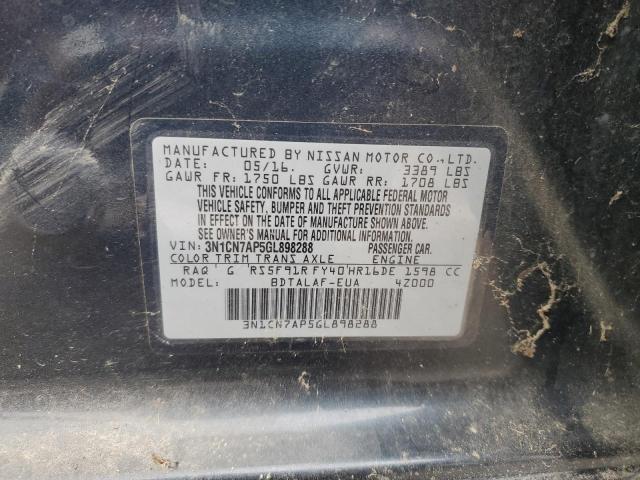 MANUFACTURED BY NISSAN MOTOR CO.,LTD.
DATE: 05/16. GVWR: 3389 LBS
GAWR FR: 1750 LBS GAWR RR: 1708 LBS
THIS VEHICLE CONFORMS TO ALL APPLICABLE FEDERAL MOTOR
VEHICLE SAFETY, BUMPER AND THEFT PREVENTION STANDARDS
IN EFFECT ON THE DATE OF MANUFACTURE SHOWN ABOVE.
SEE OWNER'S MANUAL FOR ADDITIONAL INFORMATION.
VIN: 3N1CN7AP5GL898288 PASSENGER CAR.
COLOR TRIM TRANS AXLE ENGINE
RAQ G RS5F91R FY40 HR16DE 1598 CC
MODEL: BDTALAF-EUA 4Z000
3N1CN7AP5GL898288